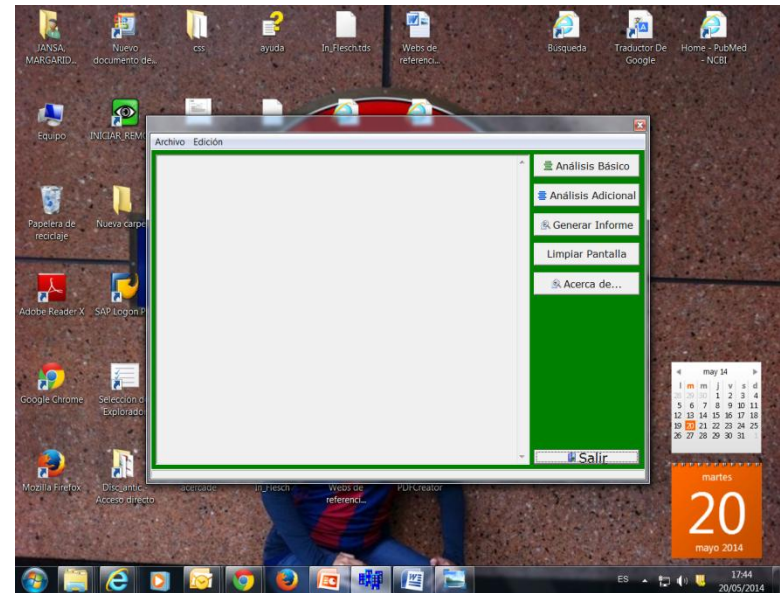 JANSA,
MARGARID...
Nuevo
documento de...
css
ayuda
In_Flesch.tds
Webs de
referenci...
Búsqueda
Traductor De
Google
Home - PubMed
- NCBI
Equipo
INICIAR_REMO
Archivo Edición
Análisis Básico
Análisis Adicional
Generar Informe
Limpiar Pantalla
Acerca de...
Salir
Papelera de
reciclaje
Nueva carpe
Adobe Reader X
SAP Logon P
Google Chrome
Selección d
Explorado
Mozilla Firefox
Disc_antic -
Acceso directo
acercade
In_Flesch
Webs de
referenci...
PDFCreator
may 14
l m m j v s d
28 29 30 1 2 3 4
5 6 7 8 9 10 11
12 13 14 15 16 17 18
19 20 21 22 23 24 25
26 27 28 29 30 31 1
martes
20
mayo 2014
ES
17:44
20/05/2014